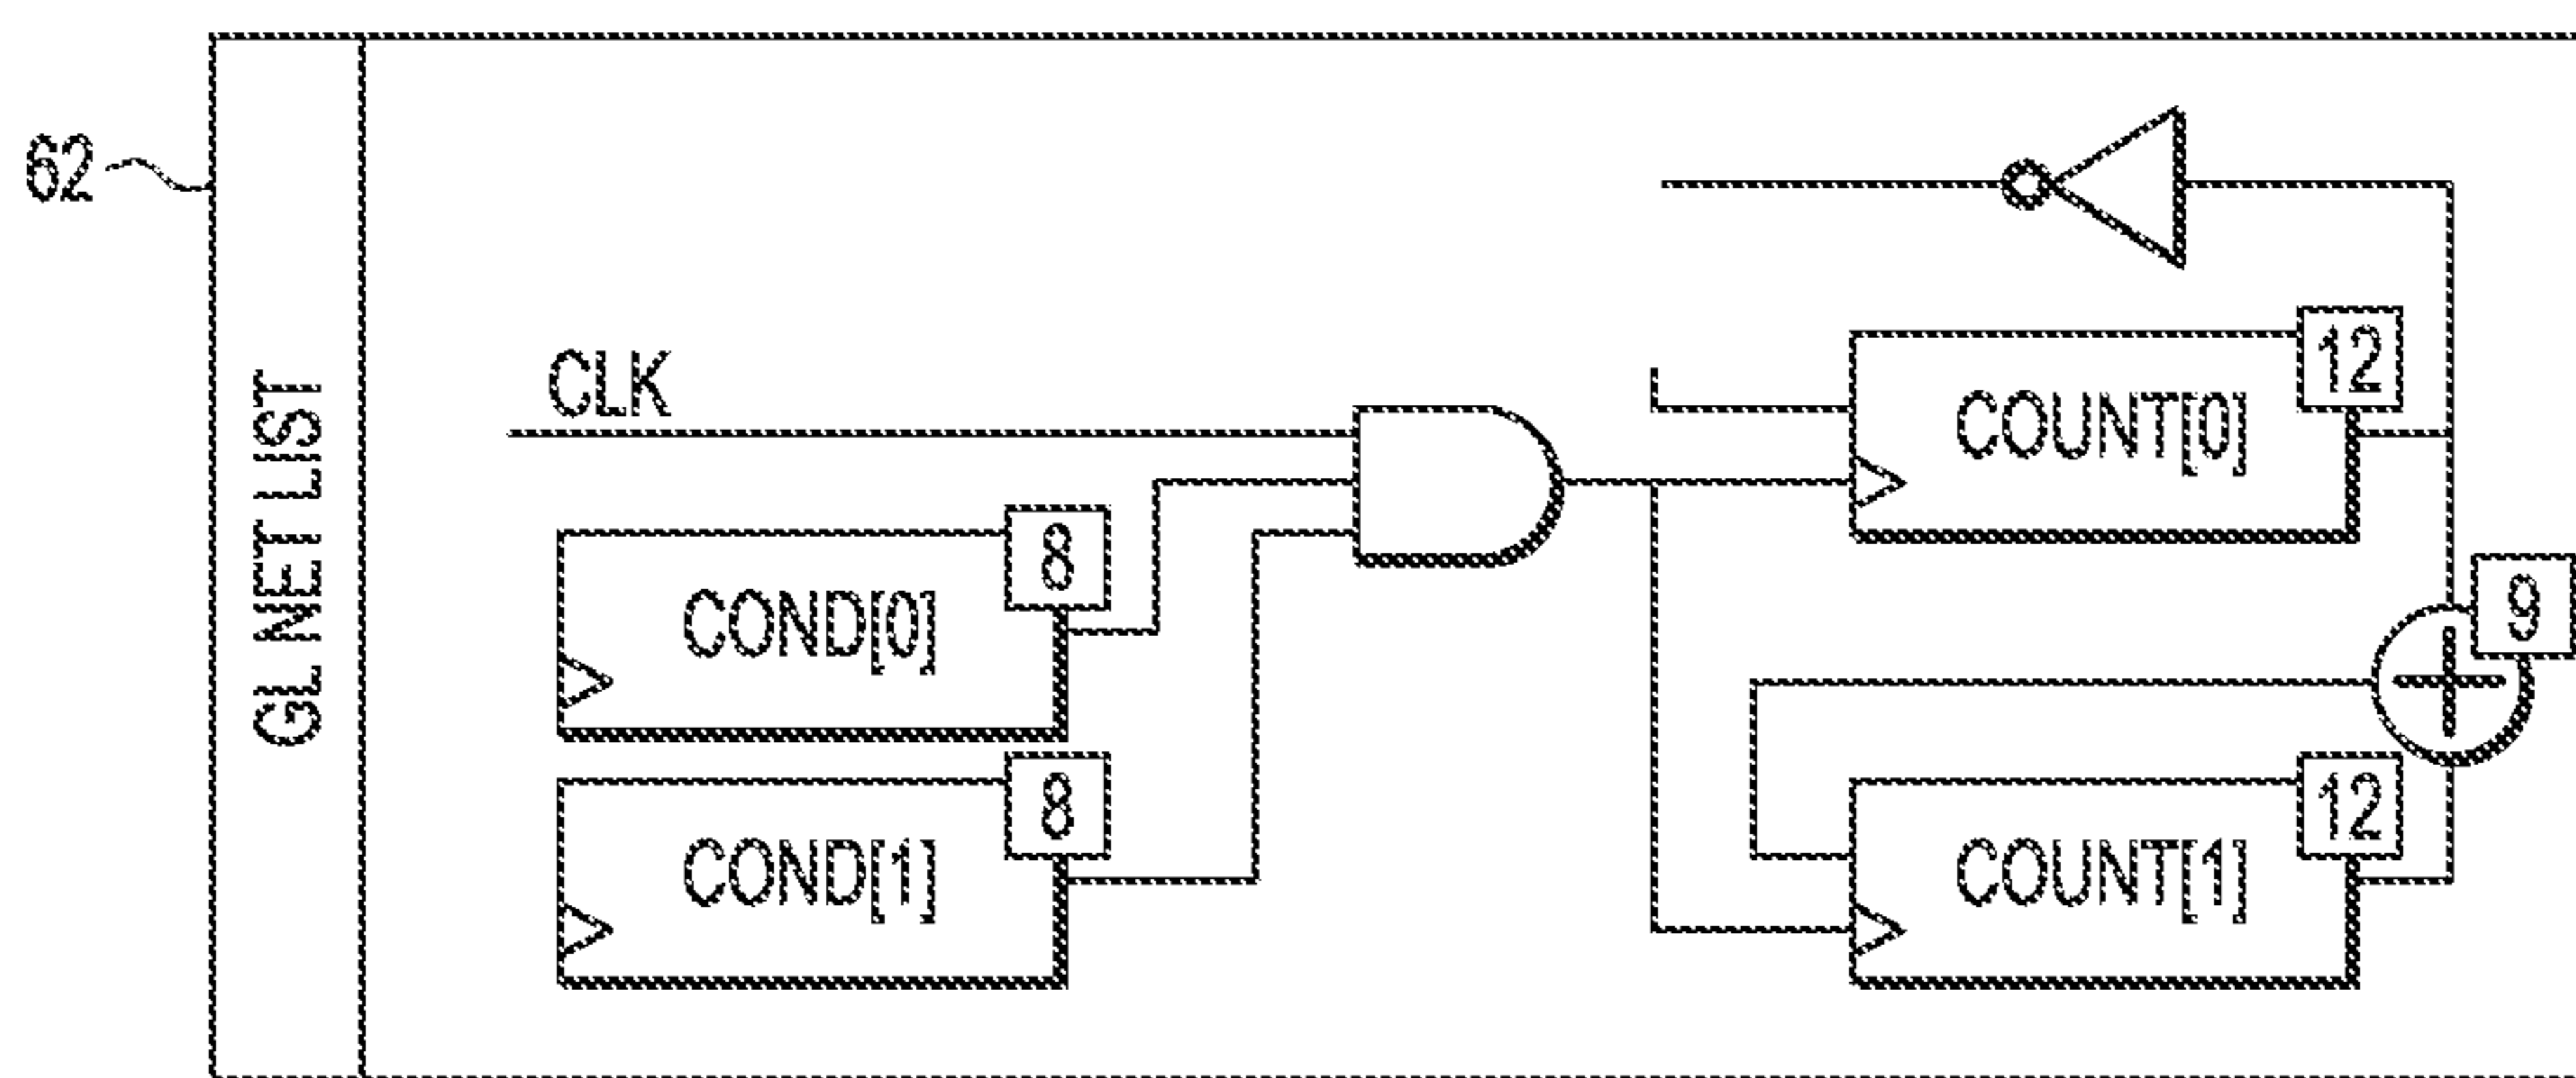 62
GL NET LIST
CLK
12
COUNT[0]
8
COND[0]
9
8
COND[1]
12
COUNT[1]